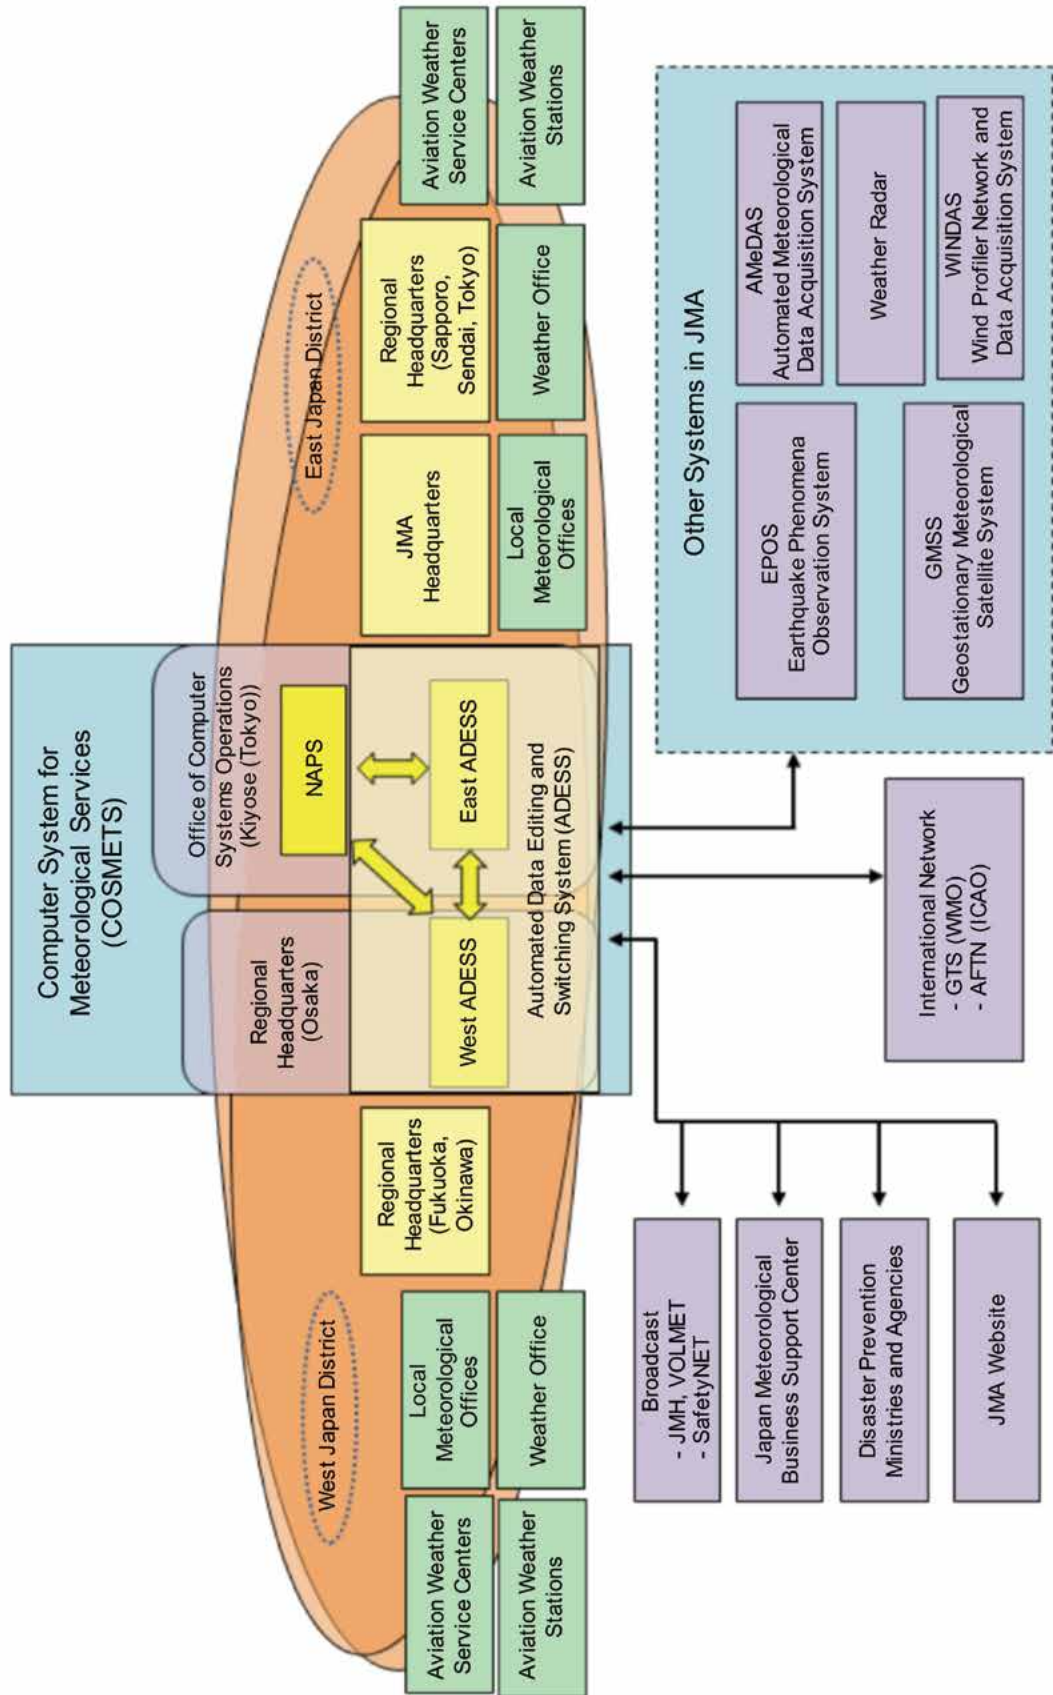 Computer System for
Meteorological Services
(COSMETS)
West Japan District
Regional
Headquarters
(Osaka)
Office of Computer
Systems Operations
(Kiyose (Tokyo))
NAPS
East Japan District
Aviation Weather
Service Centers
Local
Meteorological
Offices
Regional
Headquarters
(Fukuoka,
Okinawa)
West ADESS
East ADESS
JMA
Headquarters
Regional
Headquarters
(Sapporo,
Sendai, Tokyo)
Aviation Weather
Service Centers
Aviation Weather
Stations
Weather Office
Automated Data Editing and
Switching System (ADESS)
Local
Meteorological
Offices
Weather Office
Aviation Weather
Stations
Broadcast
- JMH, VOLMET
- SafetyNET
Japan Meteorological
Business Support Center
Disaster Prevention
Ministries and Agencies
JMA Website
International Network
- GTS (WMO)
- AFTN (ICAO)
Other Systems in JMA
EPOS
Earthquake Phenomena
Observation System
AMeDAS
Automated Meteorological
Data Acquisition System
Weather Radar
GMSS
Geostationary Meteorological
Satellite System
WINDAS
Wind Profiler Network and
Data Acquisition System